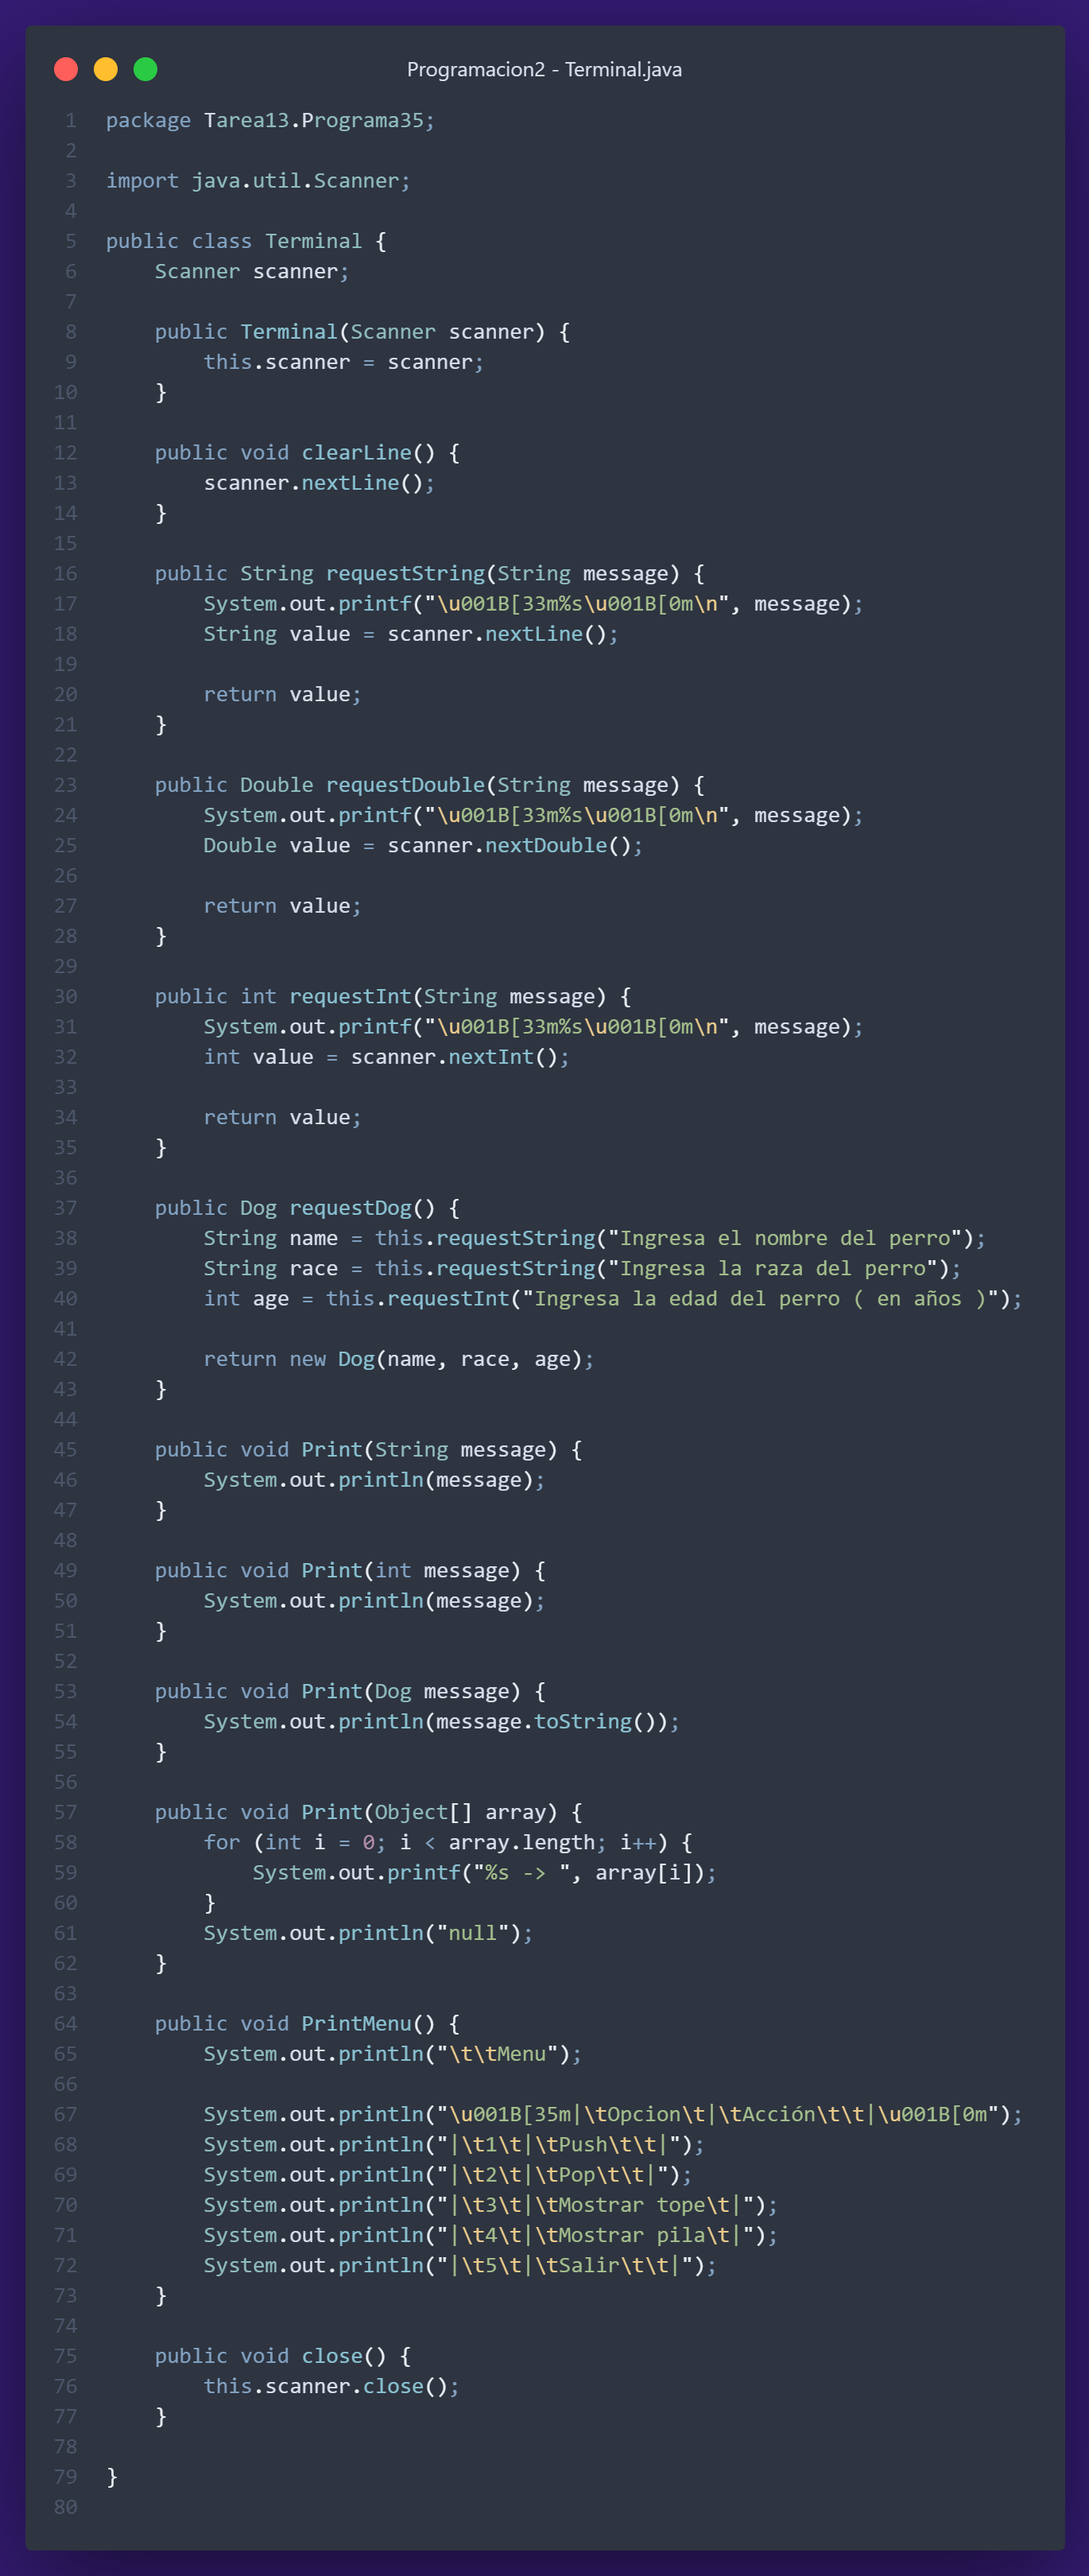 Programacion2 - Terminal.java
1 package Tarea13.Programa35;
2
3 import java.util.Scanner;
4
5 public class Terminal {
6     Scanner scanner;
7
8     public Terminal(Scanner scanner) {
9         this.scanner = scanner;
10     }
11
12     public void clearLine() {
13         scanner.nextLine();
14     }
15
16     public String requestString(String message) {
17         System.out.printf("\u001B[33m%s\u001B[0m\n", message);
18         String value = scanner.nextLine();
19
20         return value;
21     }
22
23     public Double requestDouble(String message) {
24         System.out.printf("\u001B[33m%s\u001B[0m\n", message);
25         Double value = scanner.nextDouble();
26
27         return value;
28     }
29
30     public int requestInt(String message) {
31         System.out.printf("\u001B[33m%s\u001B[0m\n", message);
32         int value = scanner.nextInt();
33
34         return value;
35     }
36
37     public Dog requestDog() {
38         String name = this.requestString("Ingresa el nombre del perro");
39         String race = this.requestString("Ingresa la raza del perro");
40         int age = this.requestInt("Ingresa la edad del perro ( en años )");
41
42         return new Dog(name, race, age);
43     }
44
45     public void Print(String message) {
46         System.out.println(message);
47     }
48
49     public void Print(int message) {
50         System.out.println(message);
51     }
52
53     public void Print(Dog message) {
54         System.out.println(message.toString());
55     }
56
57     public void Print(Object[] array) {
58         for (int i = 0; i < array.length; i++) {
59             System.out.printf("%s -> ", array[i]);
60         }
61         System.out.println("null");
62     }
63
64     public void PrintMenu() {
65         System.out.println("\t\tMenu");
66
67         System.out.println("\u001B[35m|\tOpcion\t|\tAcción\t\t|\u001B[0m");
68         System.out.println("|\t1\t|\tPush\t\t|");
69         System.out.println("|\t2\t|\tPop\t\t|");
70         System.out.println("|\t3\t|\tMostrar tope\t|");
71         System.out.println("|\t4\t|\tMostrar pila\t|");
72         System.out.println("|\t5\t|\tSalir\t\t|");
73     }
74
75     public void close() {
76         this.scanner.close();
77     }
78
79 }
80